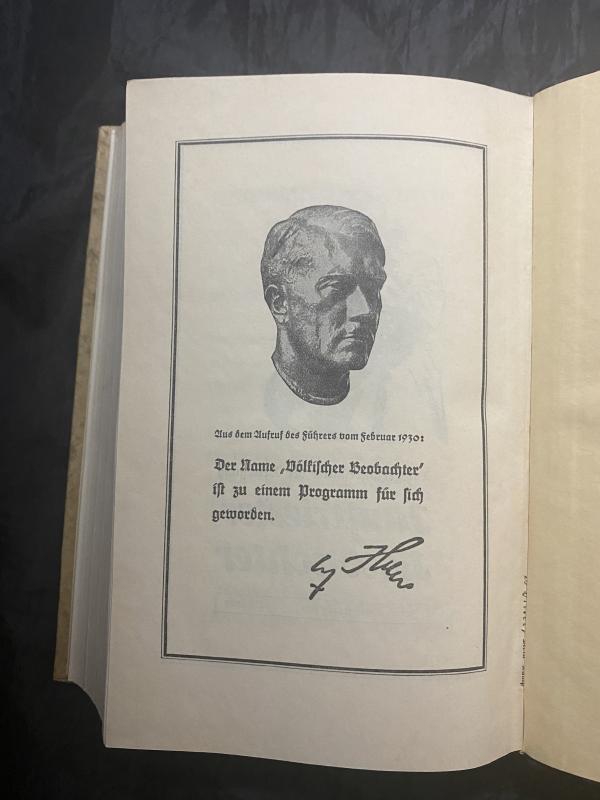 Aus dem Aufruf des Führers vom Februar 1930:
Der Name ‚Völkischer Beobachter‘
ist zu einem Programm für sich
geworden.